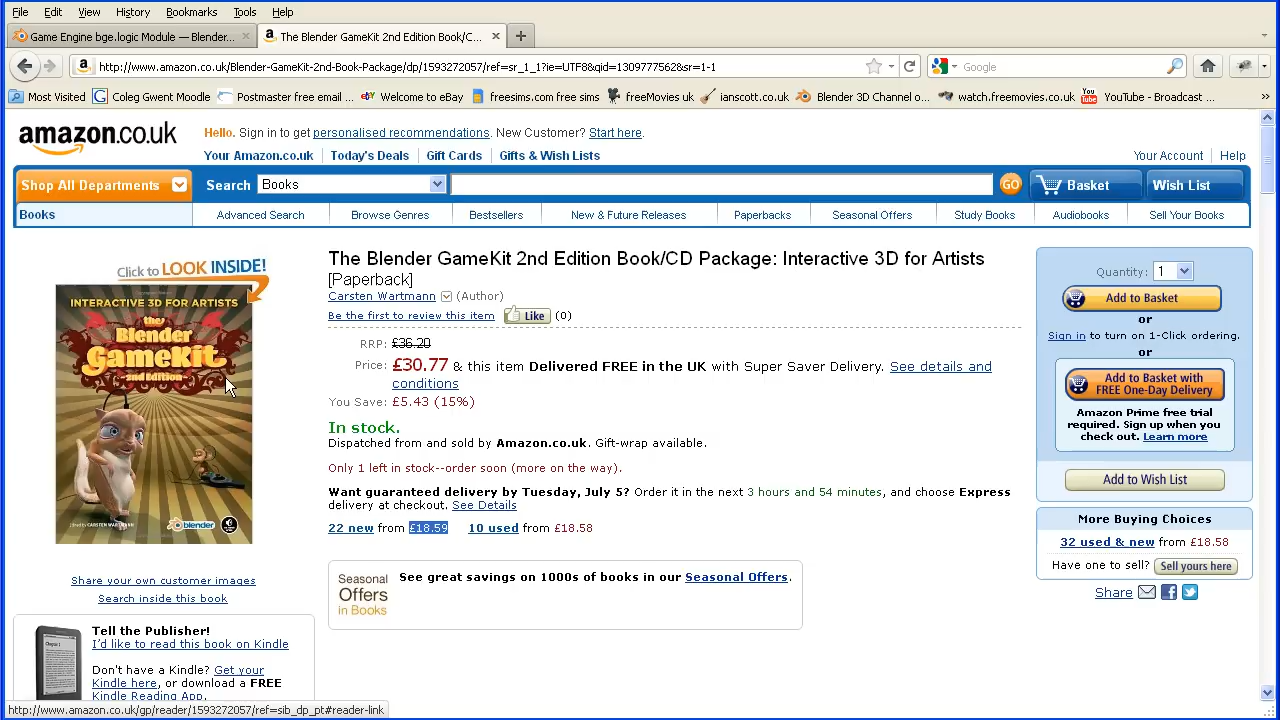 File Edit View History Bookmarks Tools Help
Game Engine bge.logic Module — Blender...
The Blender GameKit 2nd Edition Book/C...
http://www.amazon.co.uk/Blender-GameKit-2nd-Book-Package/dp/1593272057/ref=sr_1_1?ie=UTF8&qid=1309777562&sr=1-1
Google
Most Visited Coleg Gwent Moodle Postmaster free email ... Welcome to eBay freesims.com free sims freeMovies uk ianscott.co.uk Blender 3D Channel o... watch.freemovies.co.uk YouTube - Broadcast ...
amazon.co.uk
Hello. Sign in to get personalised recommendations. New Customer? Start here.
Your Amazon.co.uk Today's Deals Gift Cards Gifts & Wish Lists
Your Account Help
Shop All Departments Search Books GO Basket Wish List
Books Advanced Search Browse Genres Bestsellers New & Future Releases Paperbacks Seasonal Offers Study Books Audiobooks Sell Your Books
Click to LOOK INSIDE!
INTERACTIVE 3D FOR ARTISTS
the
Blender
GameKit
2nd Edition
CARSTEN WARTMANN
blender
Share your own customer images
Search inside this book
Tell the Publisher!
I'd like to read this book on Kindle
Don't have a Kindle? Get your
Kindle here, or download a FREE
Kindle Reading App.
The Blender GameKit 2nd Edition Book/CD Package: Interactive 3D for Artists
[Paperback]
Carsten Wartmann (Author)
Be the first to review this item Like (0)
RRP: £36.20
Price: £30.77 & this item Delivered FREE in the UK with Super Saver Delivery. See details and
conditions
You Save: £5.43 (15%)
In stock.
Dispatched from and sold by Amazon.co.uk. Gift-wrap available.
Only 1 left in stock--order soon (more on the way).
Want guaranteed delivery by Tuesday, July 5? Order it in the next 3 hours and 54 minutes, and choose Express
delivery at checkout. See Details
22 new from £18.59 10 used from £18.58
Seasonal
Offers
in Books
See great savings on 1000s of books in our Seasonal Offers.
Quantity: 1
Add to Basket
or
Sign in to turn on 1-Click ordering.
or
Add to Basket with
FREE One-Day Delivery
Amazon Prime free trial
required. Sign up when you
check out. Learn more
Add to Wish List
More Buying Choices
32 used & new from £18.58
Have one to sell? Sell yours here
Share
http://www.amazon.co.uk/gp/reader/1593272057/ref=sib_dp_pt#reader-link